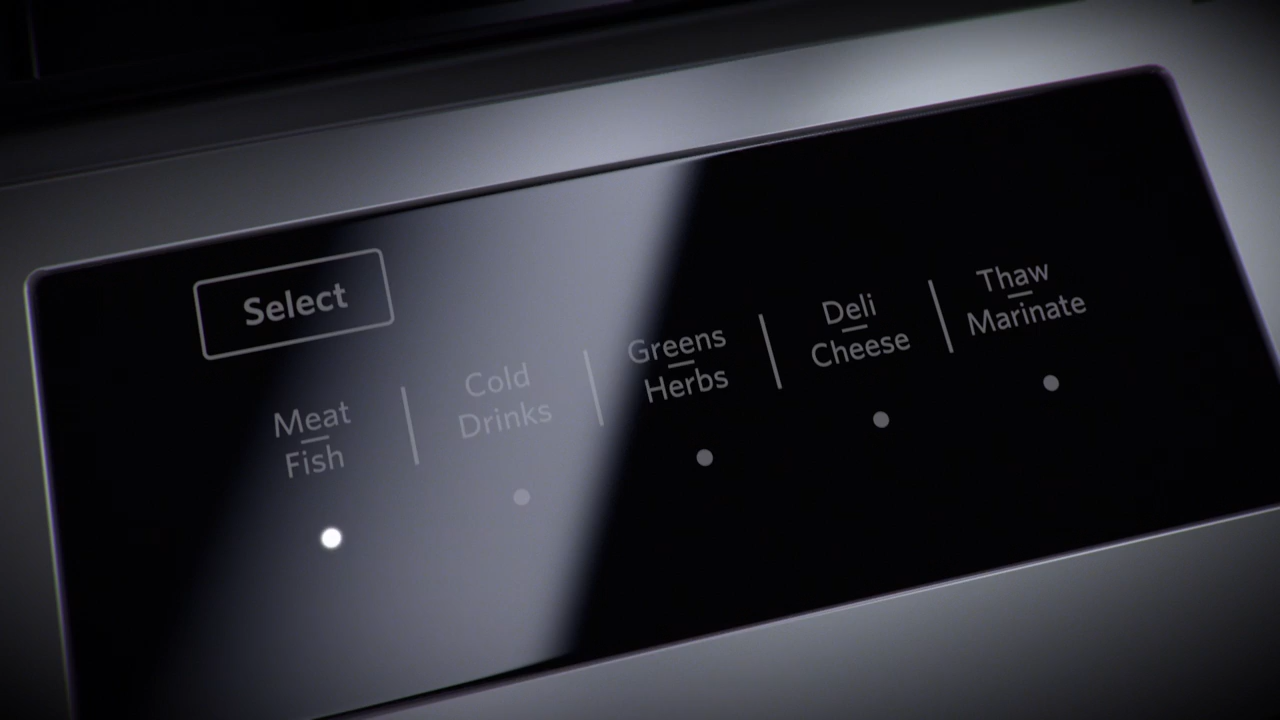 Select
Meat
Fish
Cold
Drinks
Greens
Herbs
Deli
Cheese
Thaw
Marinate